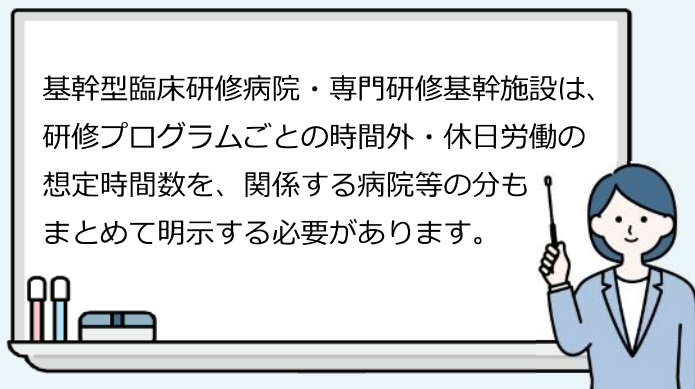 基幹型臨床研修病院・専門研修基幹施設は、
研修プログラムごとの時間外・休日労働の
想定時間数を、関係する病院等の分も
まとめて明示する必要があります。